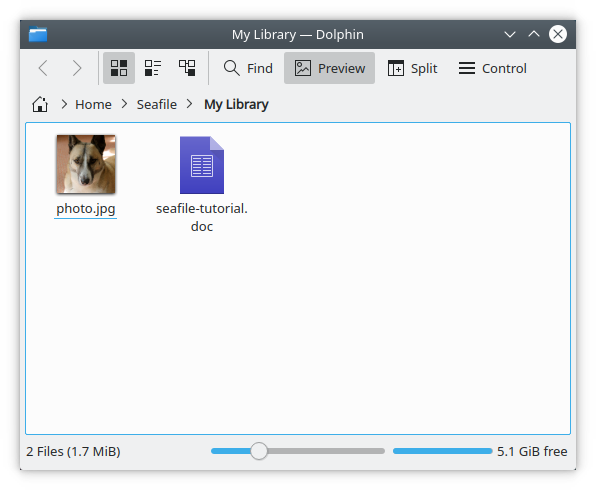 My Library — Dolphin
Find Preview Split Control
Home Seafile My Library
photo.jpg
seafile-tutorial.
doc
2 Files (1.7 MiB) 5.1 GiB free